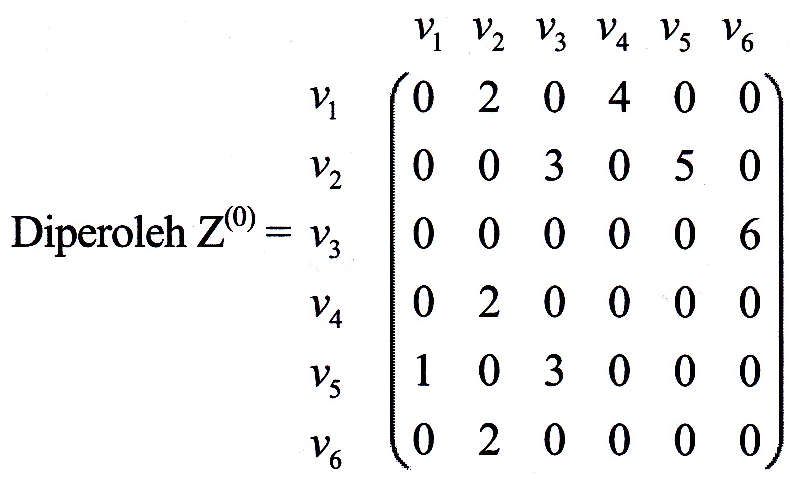 v₁ v₂ v₃ v₄ v₅ v₆
v₁ 0 2 0 4 0 0
v₂ 0 0 3 0 5 0
Diperoleh Z⁽⁰⁾ = v₃ 0 0 0 0 0 6
v₄ 0 2 0 0 0 0
v₅ 1 0 3 0 0 0
v₆ 0 2 0 0 0 0